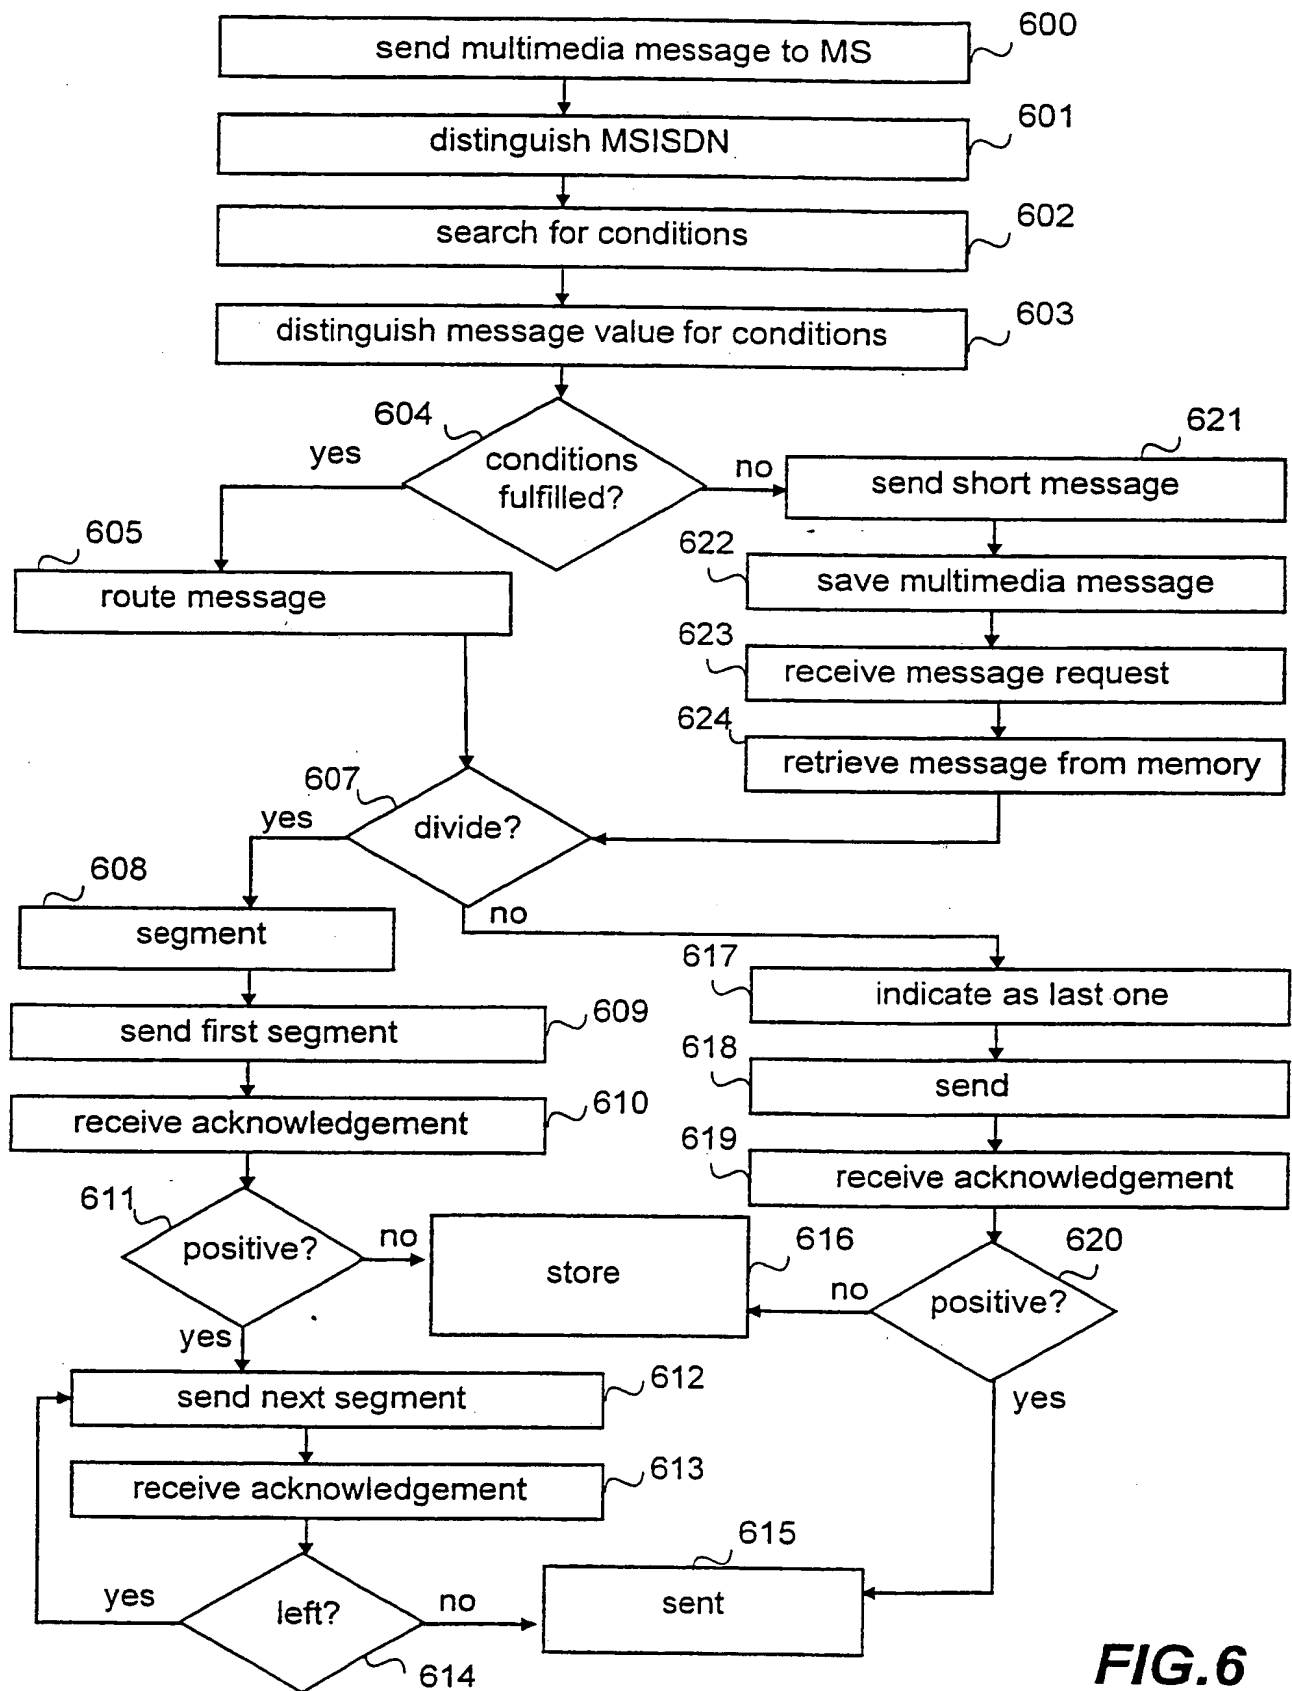 send multimedia message to MS
600
distinguish MSISDN
601
search for conditions
602
distinguish message value for conditions
603
604
conditions
fulfilled?
yes
no
621
send short message
605
route message
622
save multimedia message
623
receive message request
624
retrieve message from memory
607
divide?
yes
no
608
segment
617
indicate as last one
609
send first segment
618
send
610
receive acknowledgement
619
receive acknowledgement
611
positive?
no
yes
616
store
620
positive?
no
yes
612
send next segment
613
receive acknowledgement
614
left?
yes
no
615
sent
FIG.6